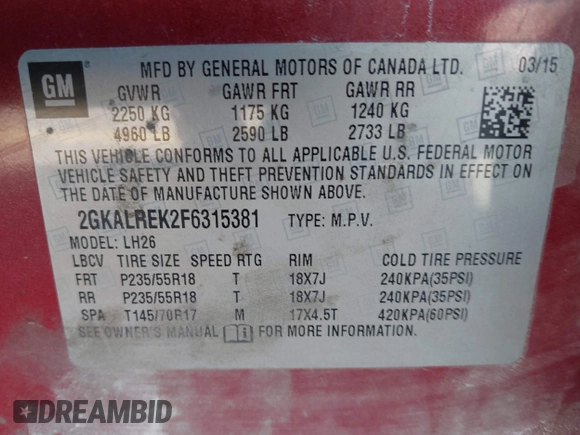 GM
MFD BY GENERAL MOTORS OF CANADA LTD. 03/15
GVWR GAWR FRT GAWR RR
2250 KG 1175 KG 1240 KG
4960 LB 2590 LB 2733 LB
THIS VEHICLE CONFORMS TO ALL APPLICABLE U.S. FEDERAL MOTOR
VEHICLE SAFETY AND THEFT PREVENTION STANDARDS IN EFFECT ON
THE DATE OF MANUFACTURE SHOWN ABOVE.
2GKALREK2F6315381 TYPE: M.P.V.
MODEL: LH26
LBCV TIRE SIZE SPEED RTG RIM COLD TIRE PRESSURE
FRT P235/55R18 T 18X7J 240KPA(35PSI)
RR P235/55R18 T 18X7J 240KPA(35PSI)
SPA T145/70R17 M 17X4.5T 420KPA(60PSI)
SEE OWNER'S MANUAL FOR MORE INFORMATION.
DREAMBID